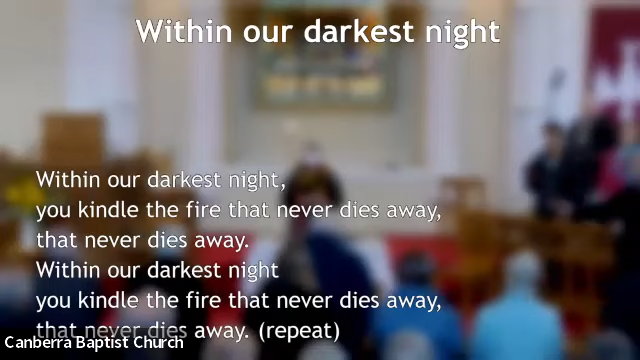 Within our darkest night
Within our darkest night,
you kindle the fire that never dies away,
that never dies away.
Within our darkest night
you kindle the fire that never dies away,
that never dies away. (repeat)
Canberra Baptist Church